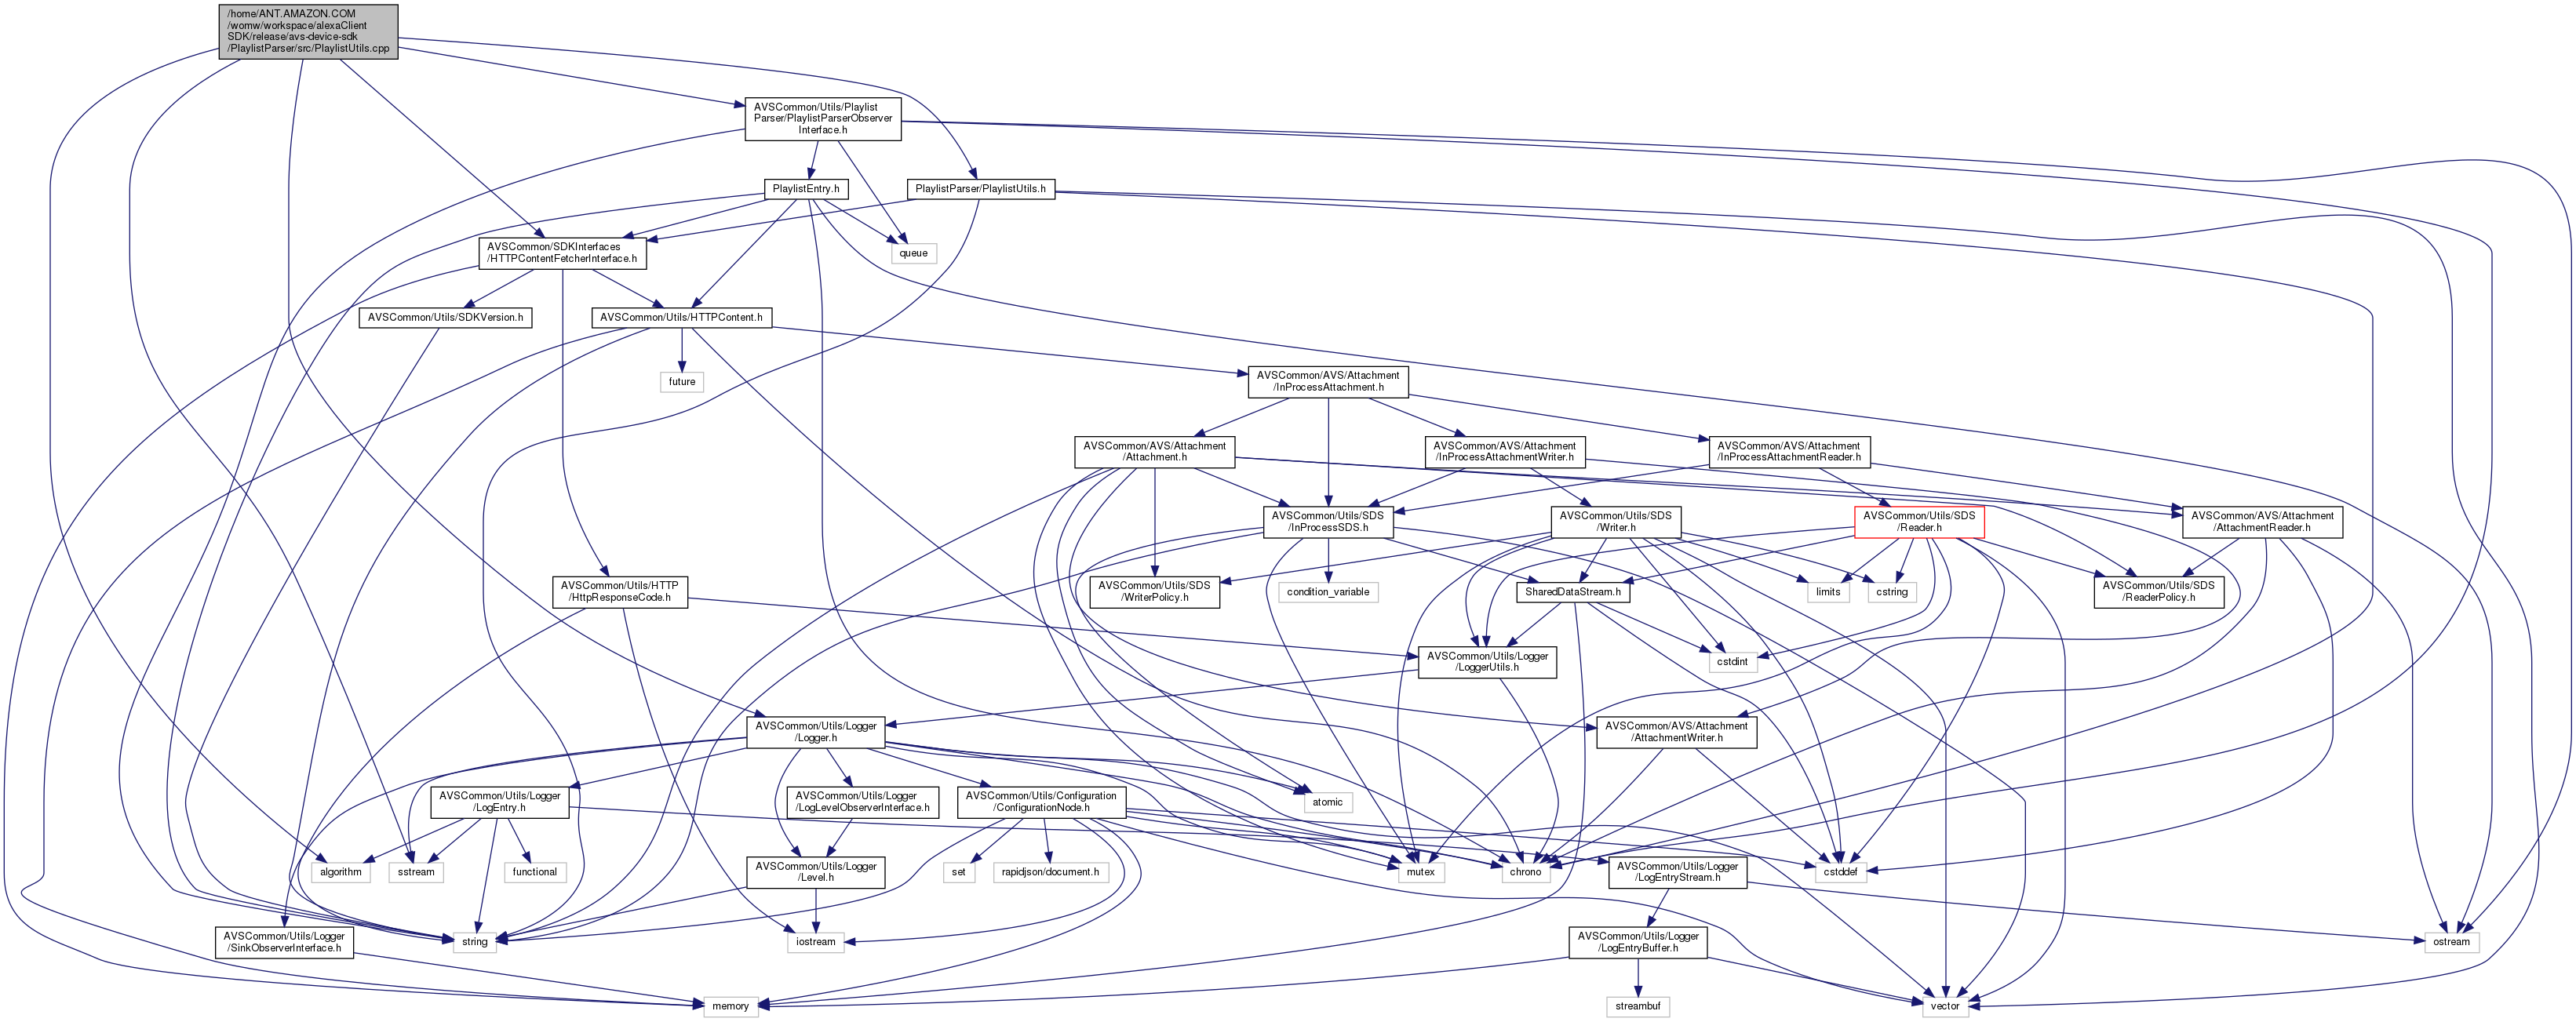 /home/ANT.AMAZON.COM
/womw/workspace/alexaClient
SDK/release/avs-device-sdk
/PlaylistParser/src/PlaylistUtils.cpp
AVSCommon/Utils/Playlist
Parser/PlaylistParserObserver
Interface.h
PlaylistEntry.h
PlaylistParser/PlaylistUtils.h
AVSCommon/SDKInterfaces
/HTTPContentFetcherInterface.h
queue
AVSCommon/Utils/SDKVersion.h
AVSCommon/Utils/HTTPContent.h
future
AVSCommon/AVS/Attachment
/InProcessAttachment.h
AVSCommon/AVS/Attachment
/Attachment.h
AVSCommon/AVS/Attachment
/InProcessAttachmentWriter.h
AVSCommon/AVS/Attachment
/InProcessAttachmentReader.h
AVSCommon/Utils/SDS
/InProcessSDS.h
AVSCommon/Utils/SDS
/Writer.h
AVSCommon/Utils/SDS
/Reader.h
AVSCommon/AVS/Attachment
/AttachmentReader.h
AVSCommon/Utils/HTTP
/HttpResponseCode.h
AVSCommon/Utils/SDS
/WriterPolicy.h
condition_variable
SharedDataStream.h
limits
cstring
AVSCommon/Utils/SDS
/ReaderPolicy.h
AVSCommon/Utils/Logger
/LoggerUtils.h
cstdint
AVSCommon/Utils/Logger
/Logger.h
AVSCommon/AVS/Attachment
/AttachmentWriter.h
AVSCommon/Utils/Logger
/LogEntry.h
AVSCommon/Utils/Logger
/LogLevelObserverInterface.h
AVSCommon/Utils/Configuration
/ConfigurationNode.h
atomic
algorithm
sstream
functional
AVSCommon/Utils/Logger
/Level.h
set
rapidjson/document.h
mutex
chrono
AVSCommon/Utils/Logger
/LogEntryStream.h
cstddef
AVSCommon/Utils/Logger
/SinkObserverInterface.h
string
iostream
AVSCommon/Utils/Logger
/LogEntryBuffer.h
ostream
memory
streambuf
vector